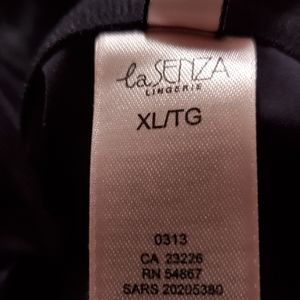 la SENZA
LINGERIE
XL/TG
0313
CA 23226
RN 54867
SARS 20205380